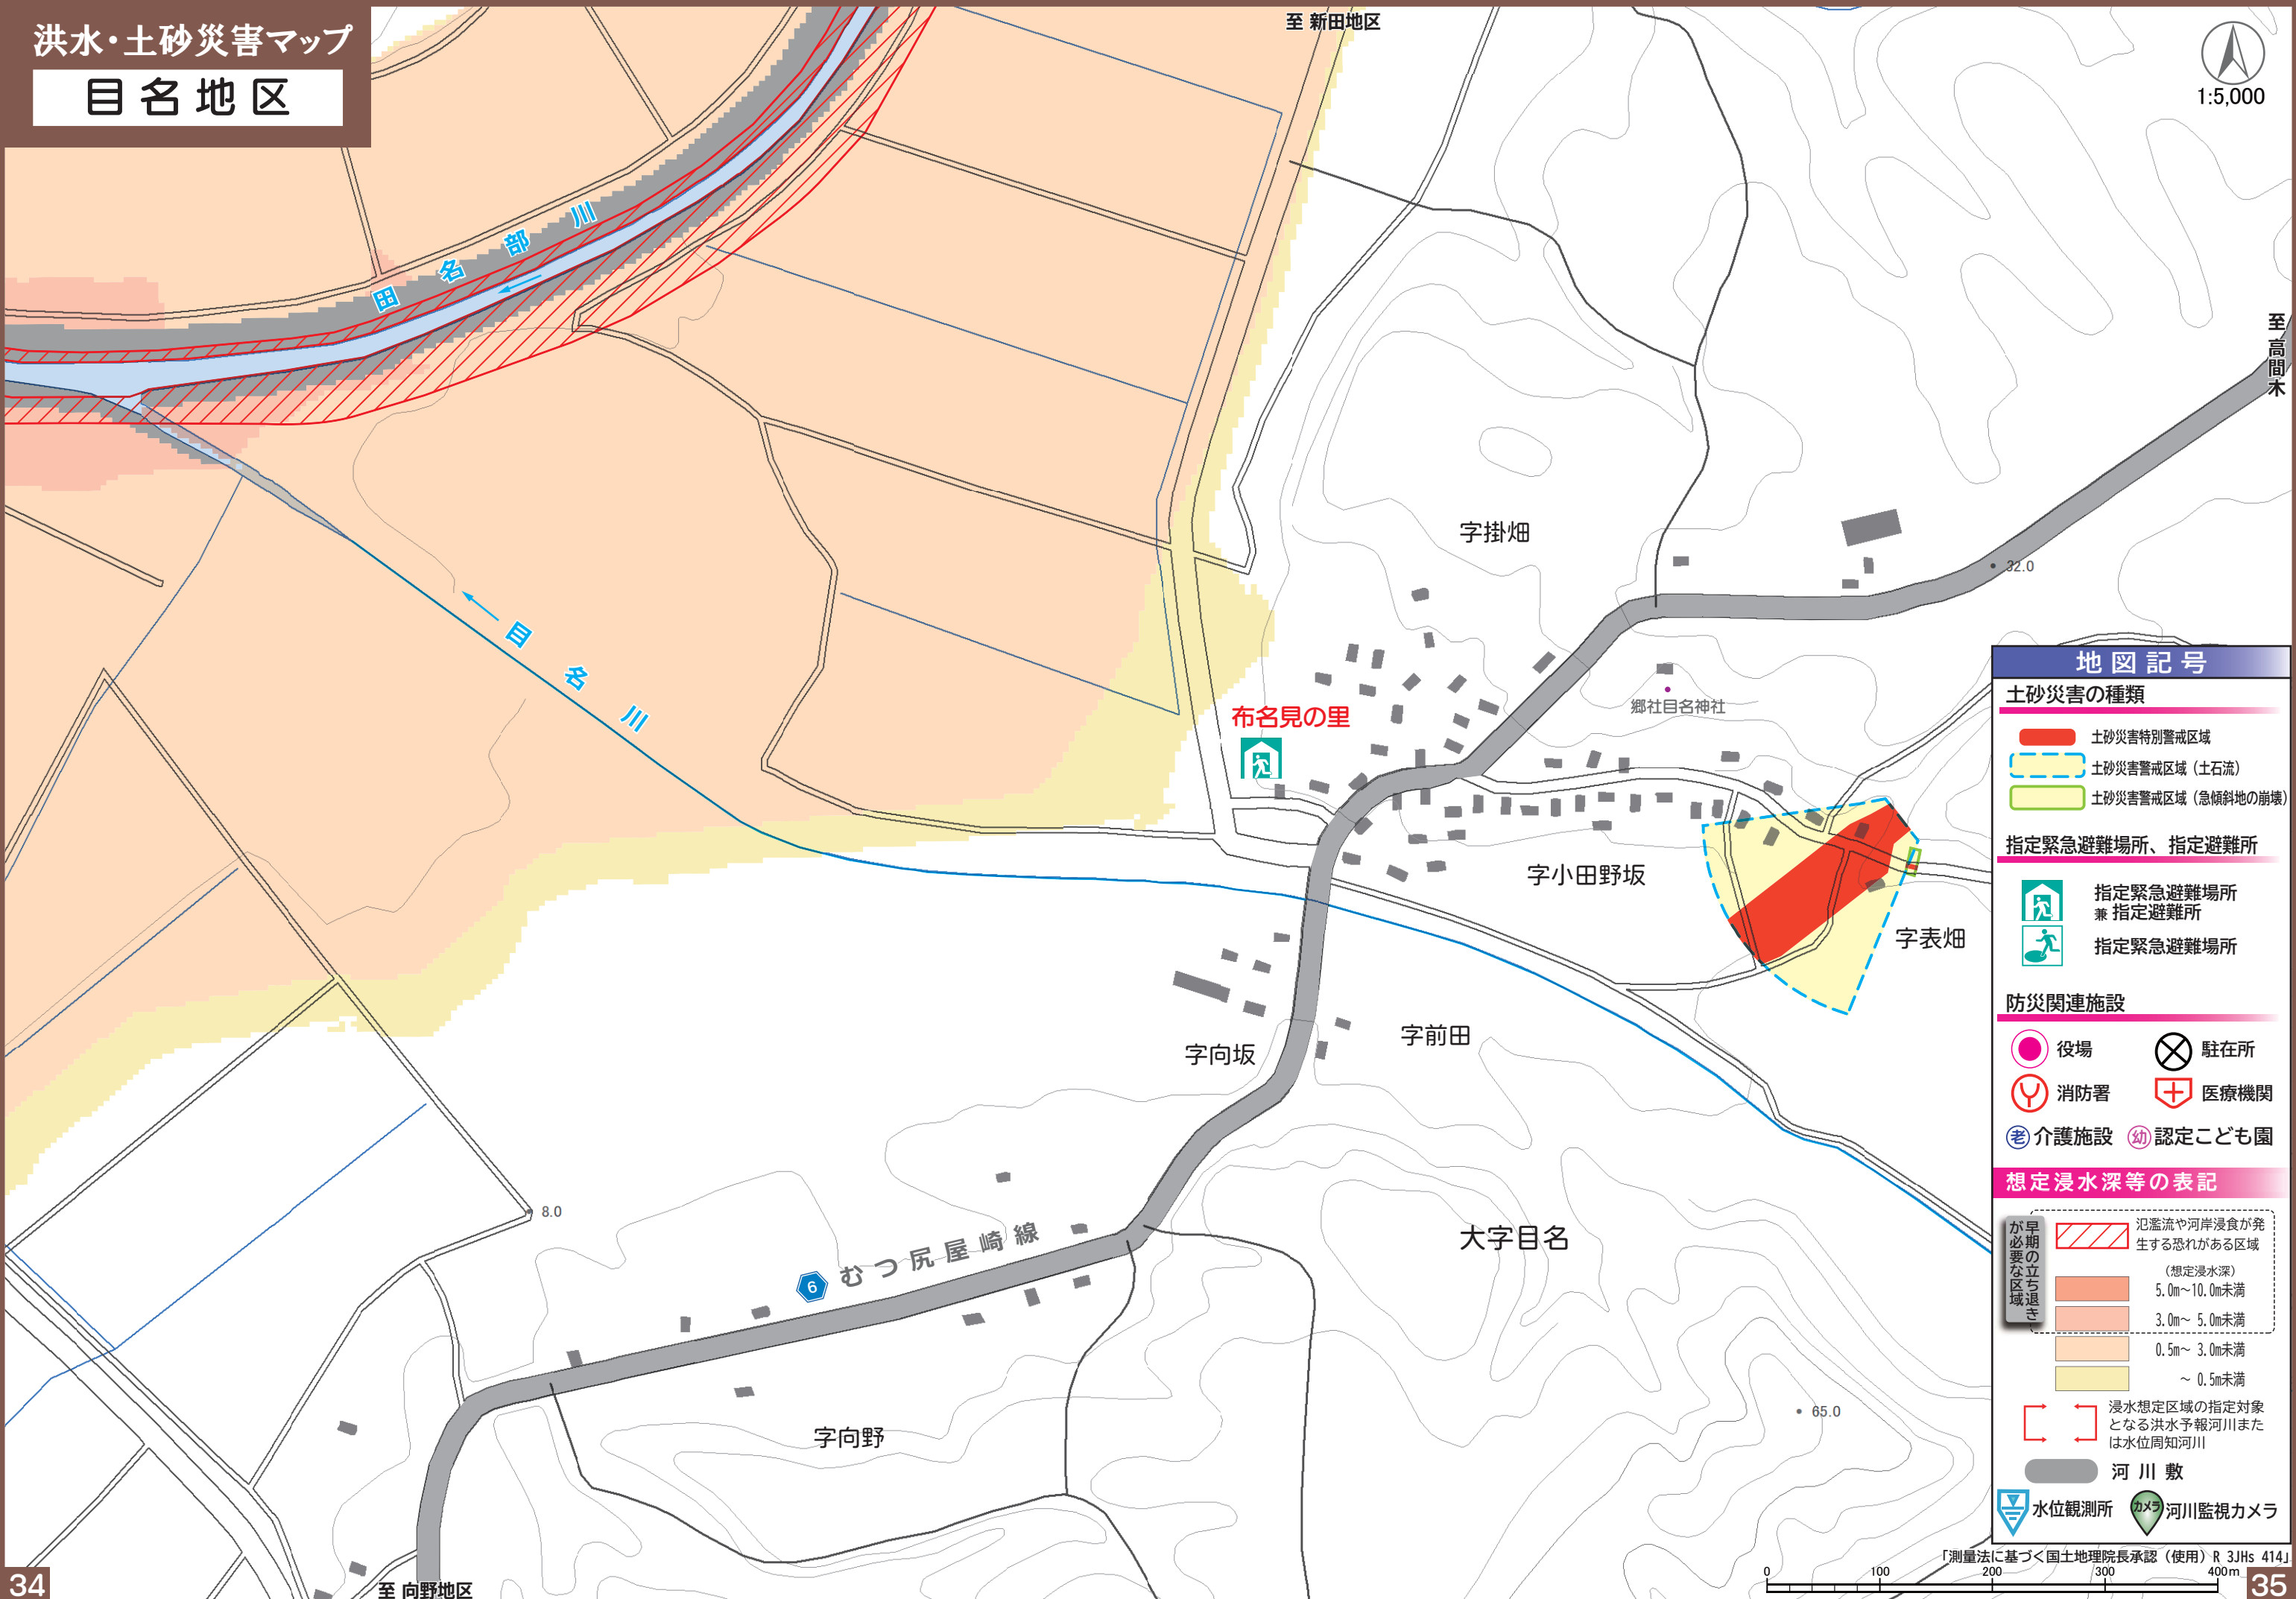 洪水・土砂災害マップ
目名地区
至 新田地区
1:5,000
田名部川
至 高間木
字掛畑
32.0
目名川
布名見の里
郷社目名神社
字小田野坂
字表畑
字向坂
字前田
8.0
大字目名
6 むつ尻屋崎線
65.0
字向野
至 向野地区
地図記号
土砂災害の種類
土砂災害特別警戒区域
土砂災害警戒区域（土石流）
土砂災害警戒区域（急傾斜地の崩壊）
指定緊急避難場所、指定避難所
指定緊急避難場所
兼 指定避難所
指定緊急避難場所
防災関連施設
役場 駐在所
消防署 医療機関
老 介護施設 幼 認定こども園
想定浸水深等の表記
早期の立ち退き
が必要な区域
氾濫流や河岸浸食が発
生する恐れがある区域
（想定浸水深）
5.0m～10.0m未満
3.0m～ 5.0m未満
0.5m～ 3.0m未満
～ 0.5m未満
浸水想定区域の指定対象
となる洪水予報河川また
は水位周知河川
河川敷
水位観測所 カメラ 河川監視カメラ
「測量法に基づく国土地理院長承認（使用）R 3JHs 414」
0 100 200 300 400m
34
35